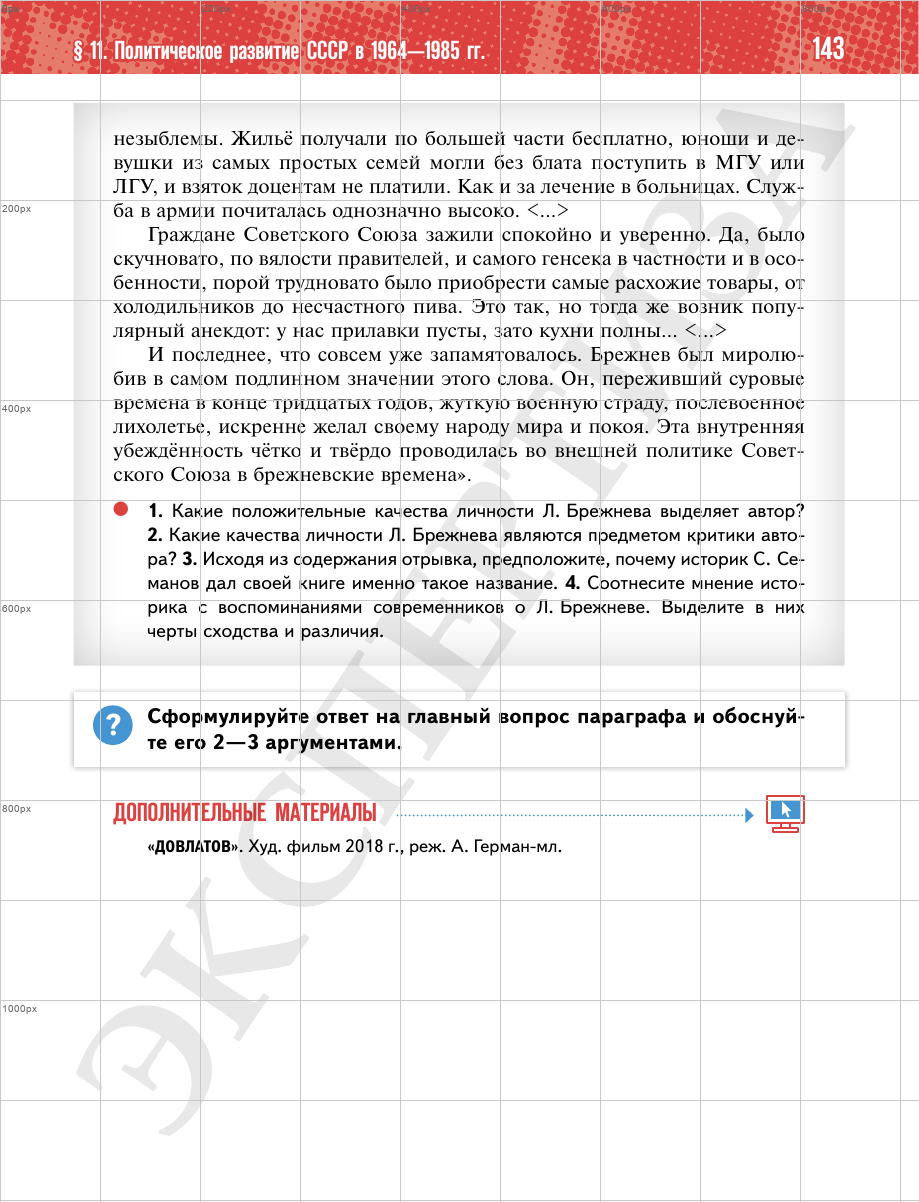 § 11. Политическое развитие СССР в 1964—1985 гг.
143
незыблемы. Жильё получали по большей части бесплатно, юноши и де-
вушки из самых простых семей могли без блата поступить в МГУ или
ЛГУ, и взяток доцентам не платили. Как и за лечение в больницах. Служ-
ба в армии почиталась однозначно высоко. <...>
Граждане Советского Союза зажили спокойно и уверенно. Да, было
скучновато, по вялости правителей, и самого генсека в частности и в осо-
бенности, порой трудновато было приобрести самые расхожие товары, от
холодильников до несчастного пива. Это так, но тогда же возник попу-
лярный анекдот: у нас прилавки пусты, зато кухни полны... <...>
И последнее, что совсем уже запамятовалось. Брежнев был миролю-
бив в самом подлинном значении этого слова. Он, переживший суровые
времена в конце тридцатых годов, жуткую военную страду, послевоенное
лихолетье, искренне желал своему народу мира и покоя. Эта внутренняя
убеждённость чётко и твёрдо проводилась во внешней политике Совет-
ского Союза в брежневские времена».
1. Какие положительные качества личности Л. Брежнева выделяет автор?
2. Какие качества личности Л. Брежнева являются предметом критики авто-
ра? 3. Исходя из содержания отрывка, предположите, почему историк С. Се-
манов дал своей книге именно такое название. 4. Соотнесите мнение исто-
рика с воспоминаниями современников о Л. Брежневе. Выделите в них
черты сходства и различия.
?
Сформулируйте ответ на главный вопрос параграфа и обоснуй-
те его 2—3 аргументами.
ДОПОЛНИТЕЛЬНЫЕ МАТЕРИАЛЫ
«ДОВЛАТОВ». Худ. фильм 2018 г., реж. А. Герман-мл.
ЭКСПЕРТИЗА
200px
400px
600px
800px
1000px